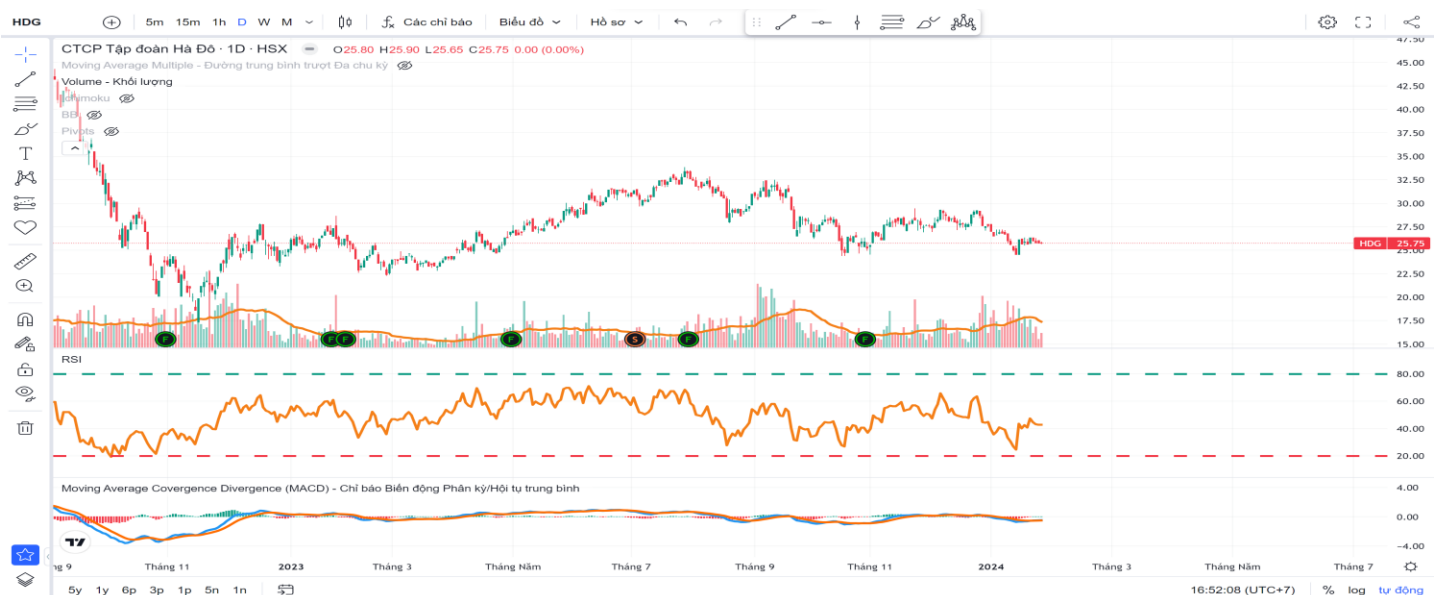 HDG 5m 15m 1h D W M Các chỉ báo Biểu đồ Hồ sơ
CTCP Tập đoàn Hà Đô · 1D · HSX O25.80 H25.90 L25.65 C25.75 0.00 (0.00%)
Moving Average Multiple - Đường trung bình trượt Đa chu kỳ
Volume - Khối lượng
Ichimoku
BB
Pivots
47.50
45.00
42.50
40.00
37.50
35.00
32.50
30.00
27.50
HDG 25.75
25.00
22.50
20.00
17.50
15.00
F F F F S F F
RSI
80.00
60.00
40.00
20.00
Moving Average Covergence Divergence (MACD) - Chỉ báo Biến động Phân kỳ/Hội tụ trung bình
4.00
0.00
−4.00
ng 9 Tháng 11 2023 Tháng 3 Tháng Năm Tháng 7 Tháng 9 Tháng 11 2024 Tháng 3 Tháng Năm Tháng 7
5y 1y 6p 3p 1p 5n 1n 16:52:08 (UTC+7) % log tự động